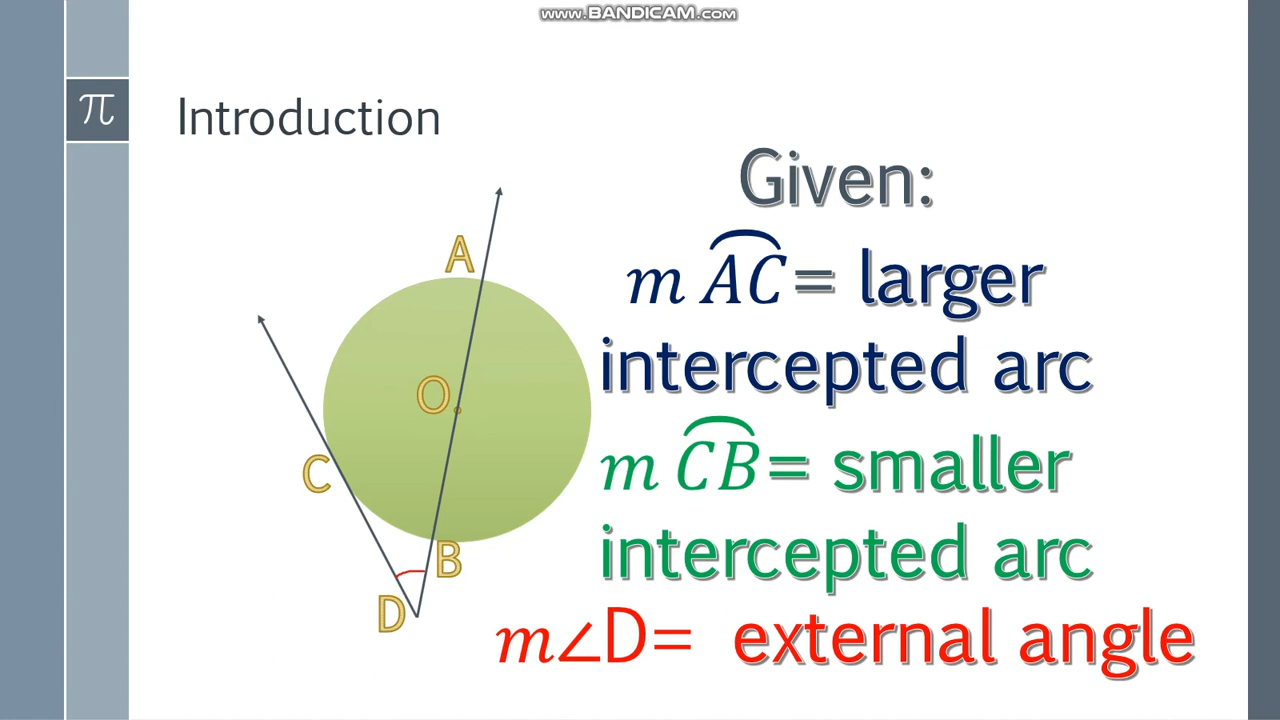 www.BANDICAM.com
π
Introduction
Given:
m AC= larger
intercepted arc
m CB= smaller
intercepted arc
m∠D= external angle
A
O
C
B
D